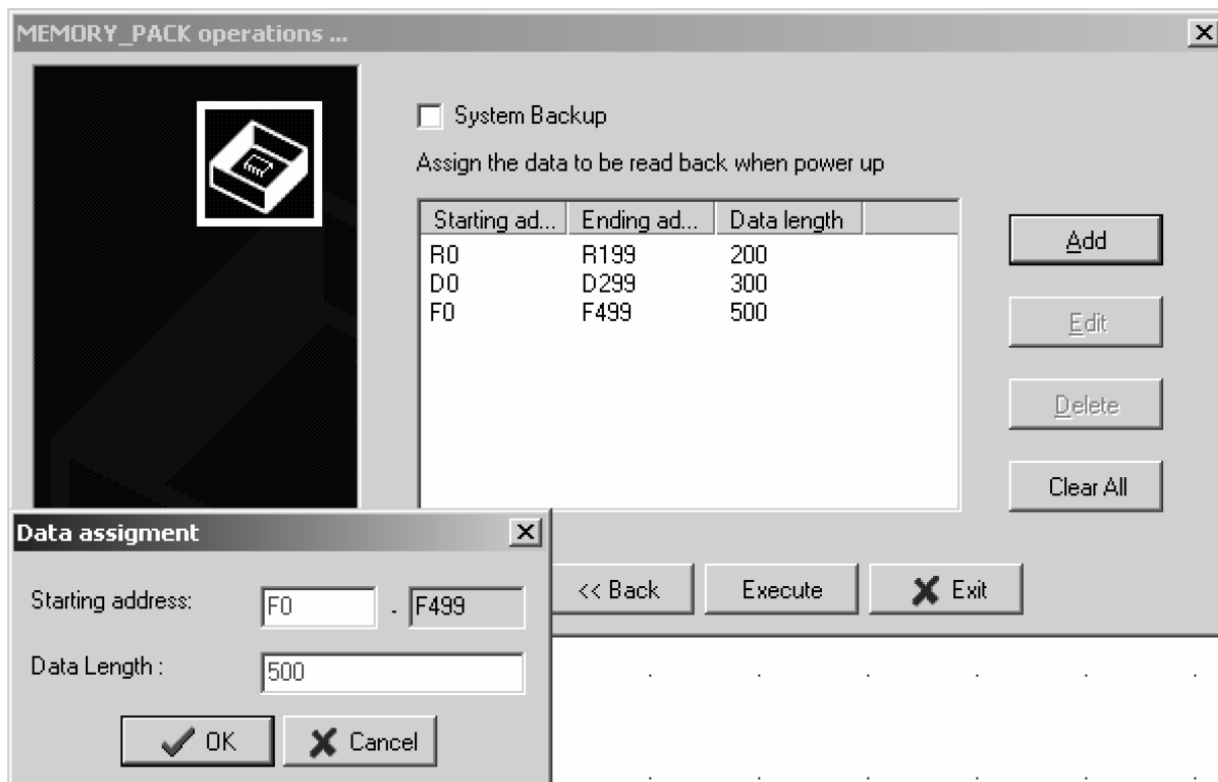 MEMORY_PACK operations ...
System Backup
Assign the data to be read back when power up
Starting ad... Ending ad... Data length
R0 R199 200
D0 D299 300
F0 F499 500
Add
Edit
Delete
Clear All
<< Back Execute Exit
Data assigment
Starting address: F0 - F499
Data Length : 500
OK Cancel